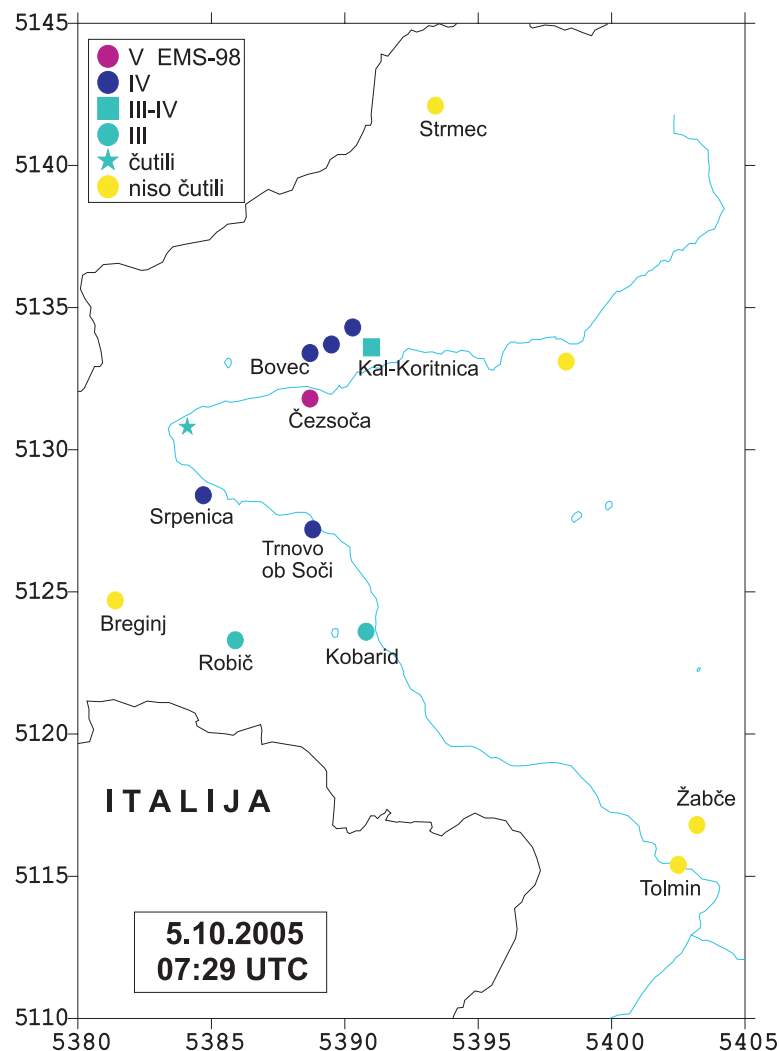 5145
V EMS-98
IV
III-IV
III
čutili
niso čutili
Strmec
5140
5135
Bovec
Kal-Koritnica
Čezsoča
5130
Srpenica
Trnovo
ob Soči
5125
Breginj
Robič
Kobarid
5120
ITALIJA
Žabče
5115
Tolmin
5.10.2005
07:29 UTC
5110
5380
5385
5390
5395
5400
5405